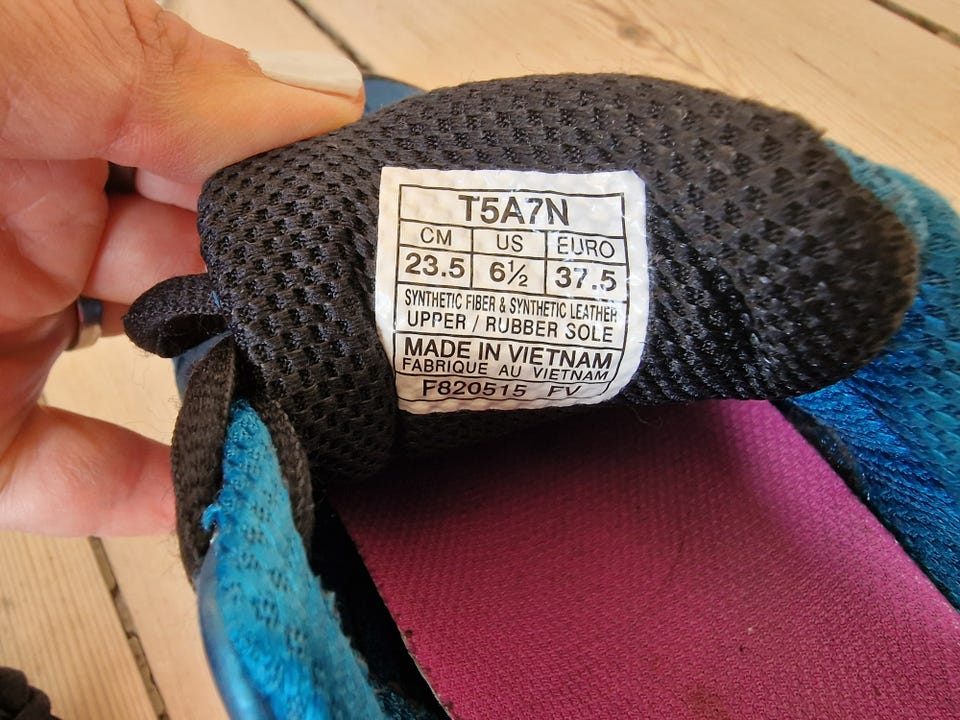 T5A7N
CM US EURO
23.5 6½ 37.5
SYNTHETIC FIBER & SYNTHETIC LEATHER
UPPER / RUBBER SOLE
MADE IN VIETNAM
FABRIQUE AU VIETNAM
F820515 FV